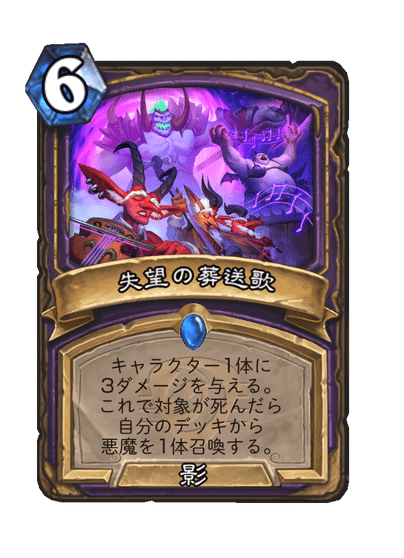 6
失望の葬送歌
キャラクター1体に
3ダメージを与える。
これで対象が死んだら
自分のデッキから
悪魔を1体召喚する。
影